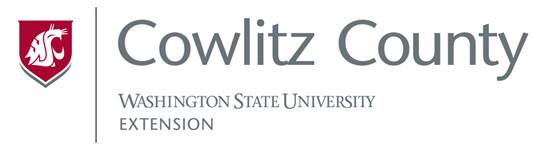 Cowlitz County
WASHINGTON STATE UNIVERSITY
EXTENSION